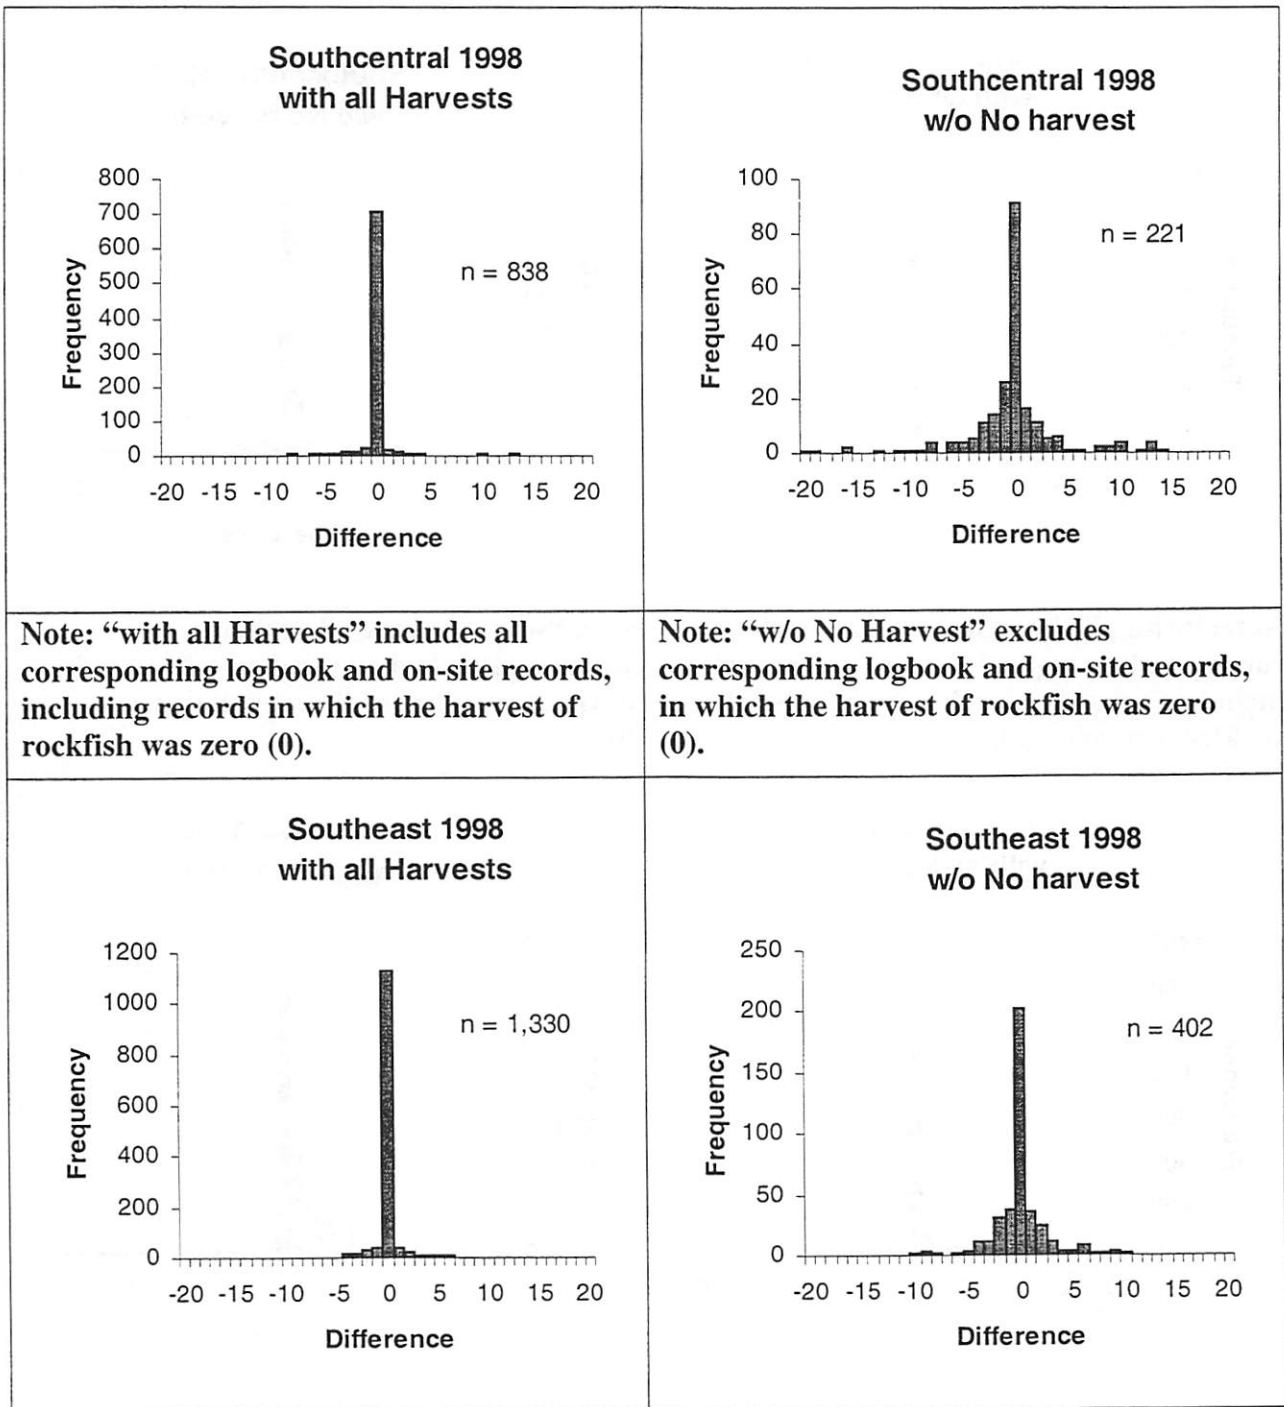 Southcentral 1998
with all Harvests
800
700
600
500
400
300
200
100
0
Frequency
n = 838
-20 -15 -10 -5 0 5 10 15 20
Difference
Southcentral 1998
w/o No harvest
100
80
60
40
20
0
Frequency
n = 221
-20 -15 -10 -5 0 5 10 15 20
Difference
Note: “with all Harvests” includes all
corresponding logbook and on-site records,
including records in which the harvest of
rockfish was zero (0).
Note: “w/o No Harvest” excludes
corresponding logbook and on-site records,
in which the harvest of rockfish was zero
(0).
Southeast 1998
with all Harvests
1200
1000
800
600
400
200
0
Frequency
n = 1,330
-20 -15 -10 -5 0 5 10 15 20
Difference
Southeast 1998
w/o No harvest
250
200
150
100
50
0
Frequency
n = 402
-20 -15 -10 -5 0 5 10 15 20
Difference